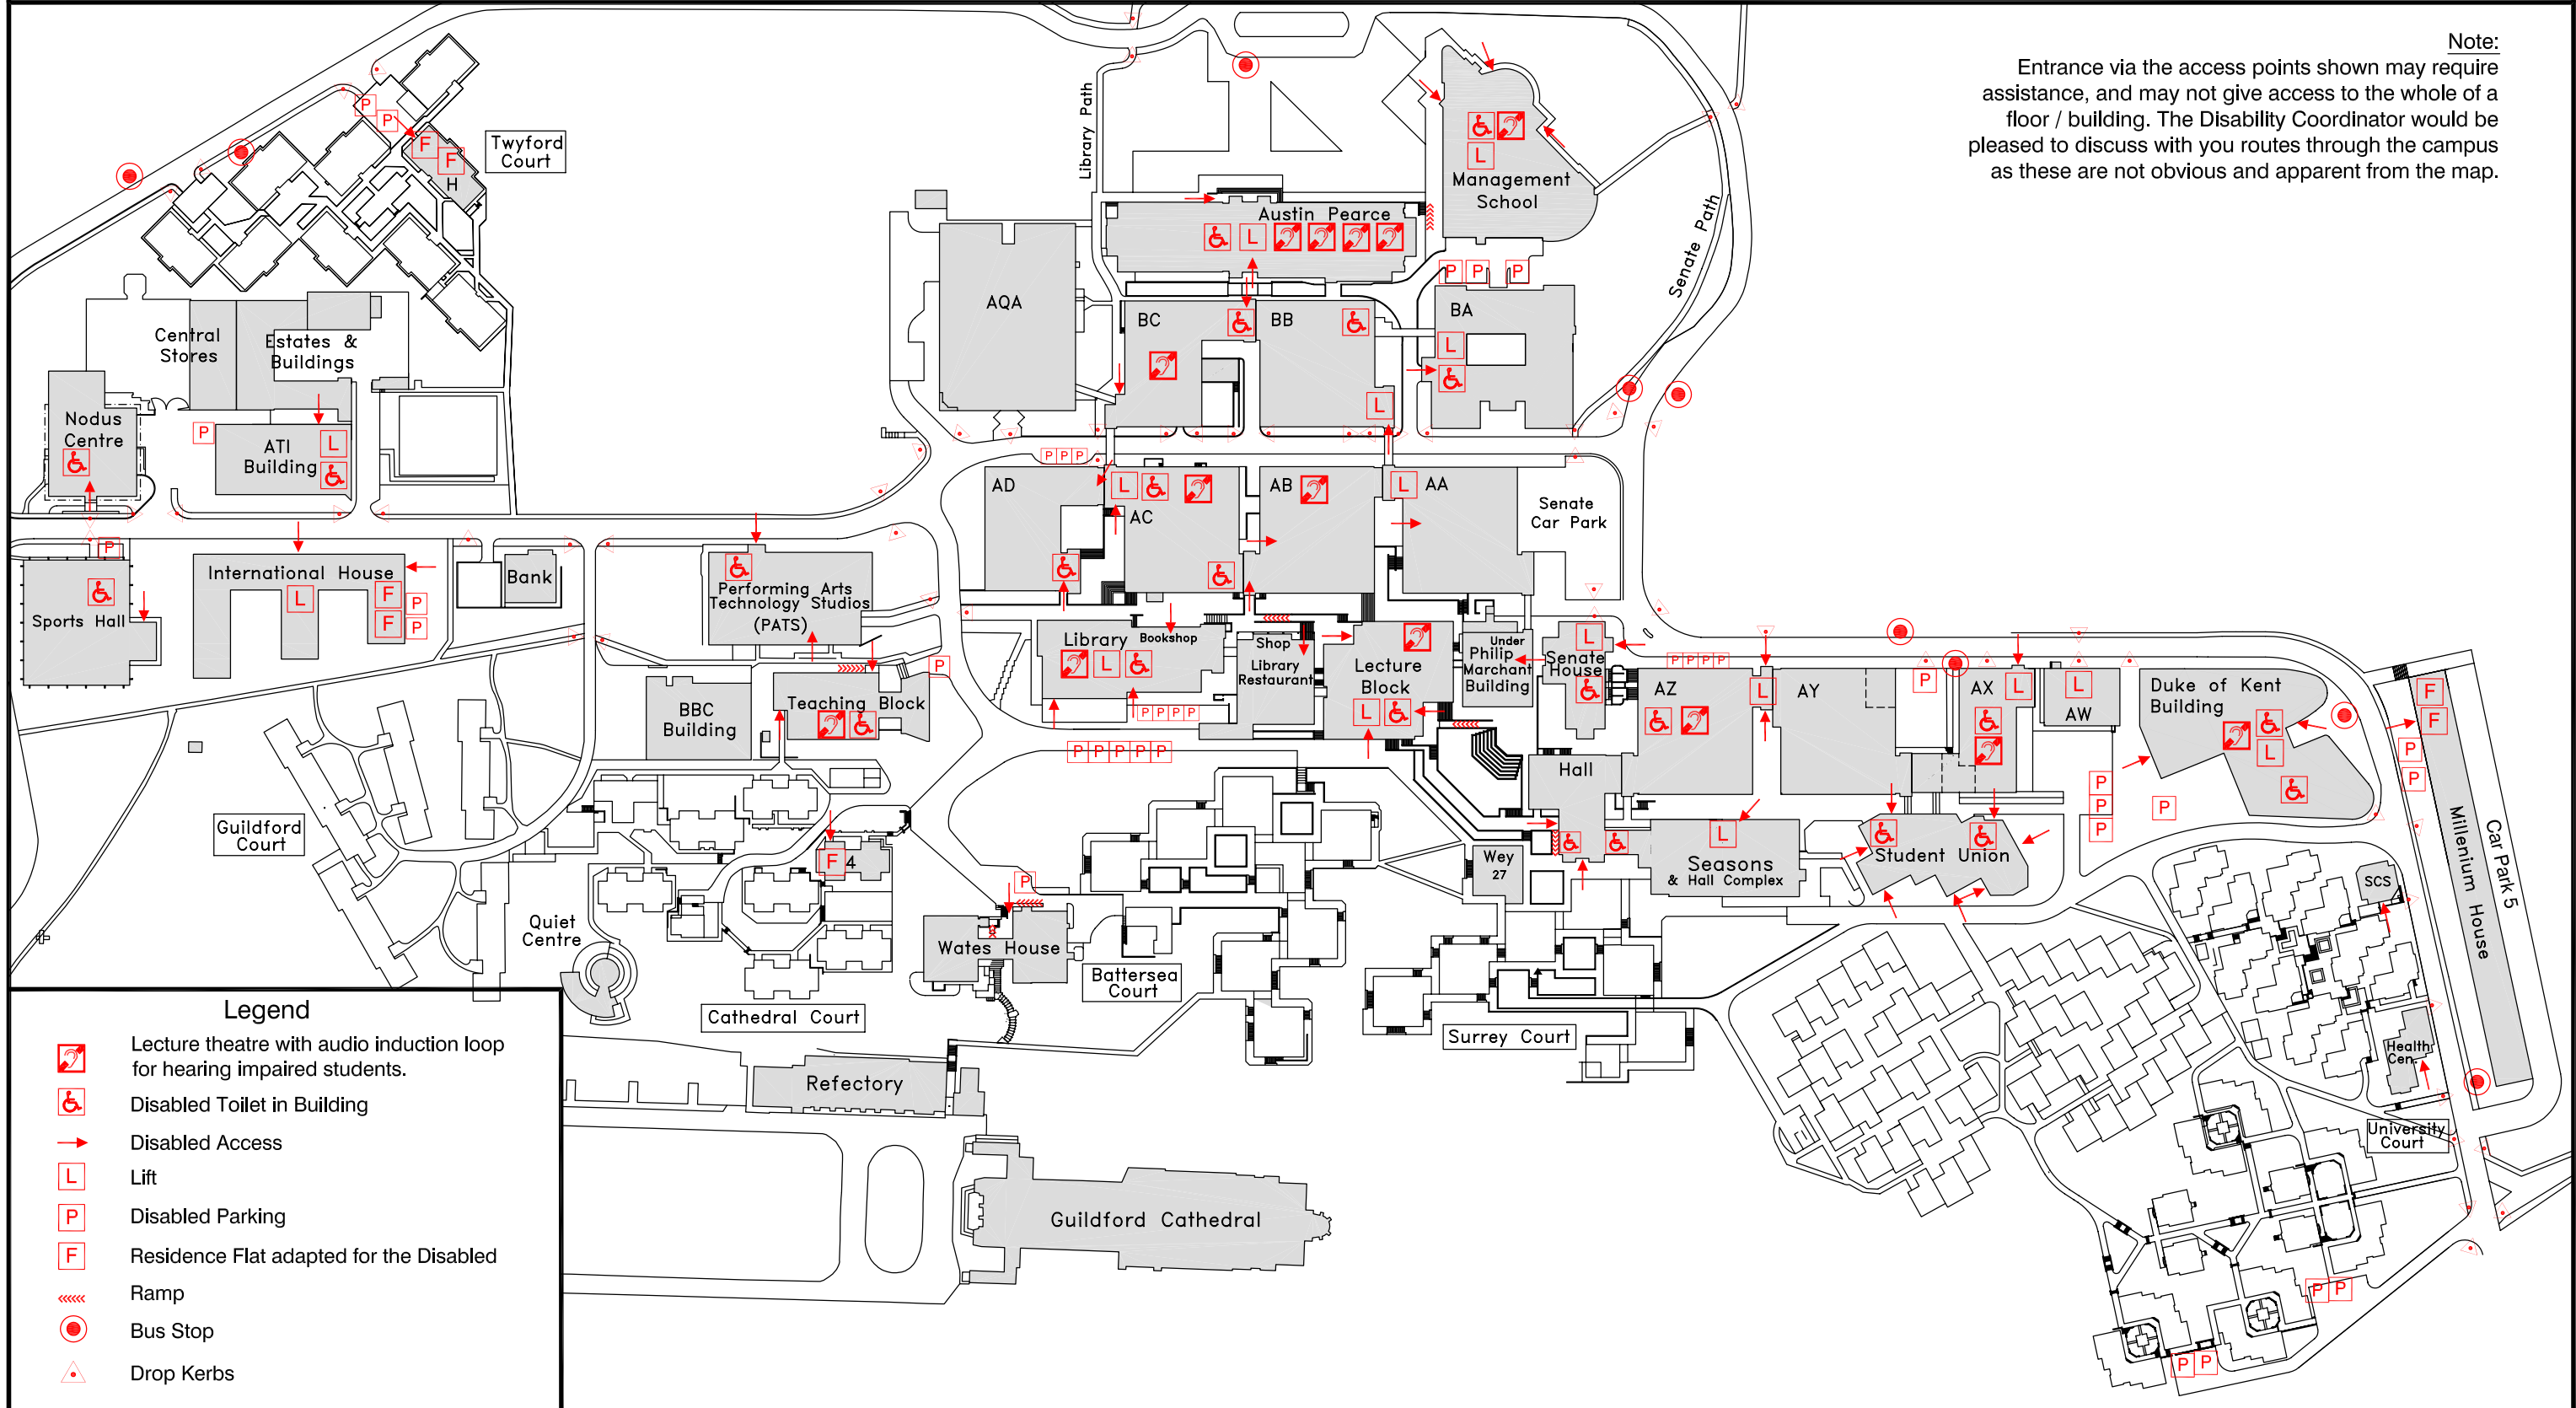 Note:
Entrance via the access points shown may require
assistance, and may not give access to the whole of a
floor / building. The Disability Coordinator would be
pleased to discuss with you routes through the campus
as these are not obvious and apparent from the map.
Library Path
Senate Path
Twyford
Court
P
P
F
F
H
L
Management
School
Austin Pearce
L
P
P
P
AQA
BC
BB
L
BA
L
Central
Stores
Estates &
Buildings
Nodus
Centre
P
ATI
Building
L
P P P
AD
L
AC
AB
L
AA
Senate
Car Park
P
Sports Hall
International House
L
F
F
P
P
Bank
Performing Arts
Technology Studios
(PATS)
P
BBC
Building
Teaching Block
Library
Bookshop
L
P P P P
P P P P P
Shop
Library
Restaurant
Lecture
Block
L
Under
Philip
Marchant
Building
L
Senate
House
P P P P
AZ
L
AY
P
AX
L
L
AW
Duke of Kent
Building
L
F
F
P
P
P
P
P
P
Millenium House
Car Park 5
Hall
Wey
27
L
Seasons
& Hall Complex
Student Union
SCS
Health
Cen.
University
Court
P P
P P
Guildford
Court
F
4
Quiet
Centre
P
Wates House
Battersea
Court
Cathedral Court
Surrey Court
Refectory
Guildford Cathedral
Legend
Lecture theatre with audio induction loop
for hearing impaired students.
Disabled Toilet in Building
Disabled Access
L Lift
P Disabled Parking
F Residence Flat adapted for the Disabled
Ramp
Bus Stop
Drop Kerbs